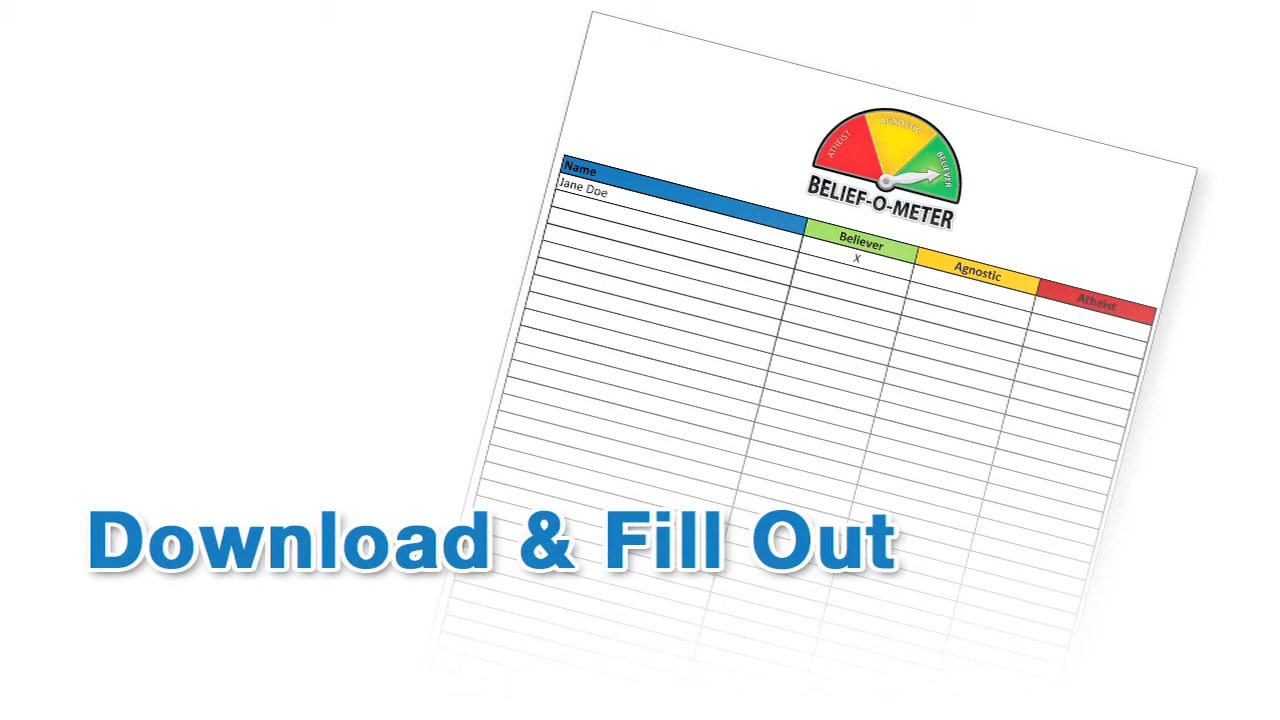 ATHEIST
AGNOSTIC
BELIEVER
BELIEF-O-METER
Name
Believer
Agnostic
Atheist
Jane Doe
X
Download & Fill Out